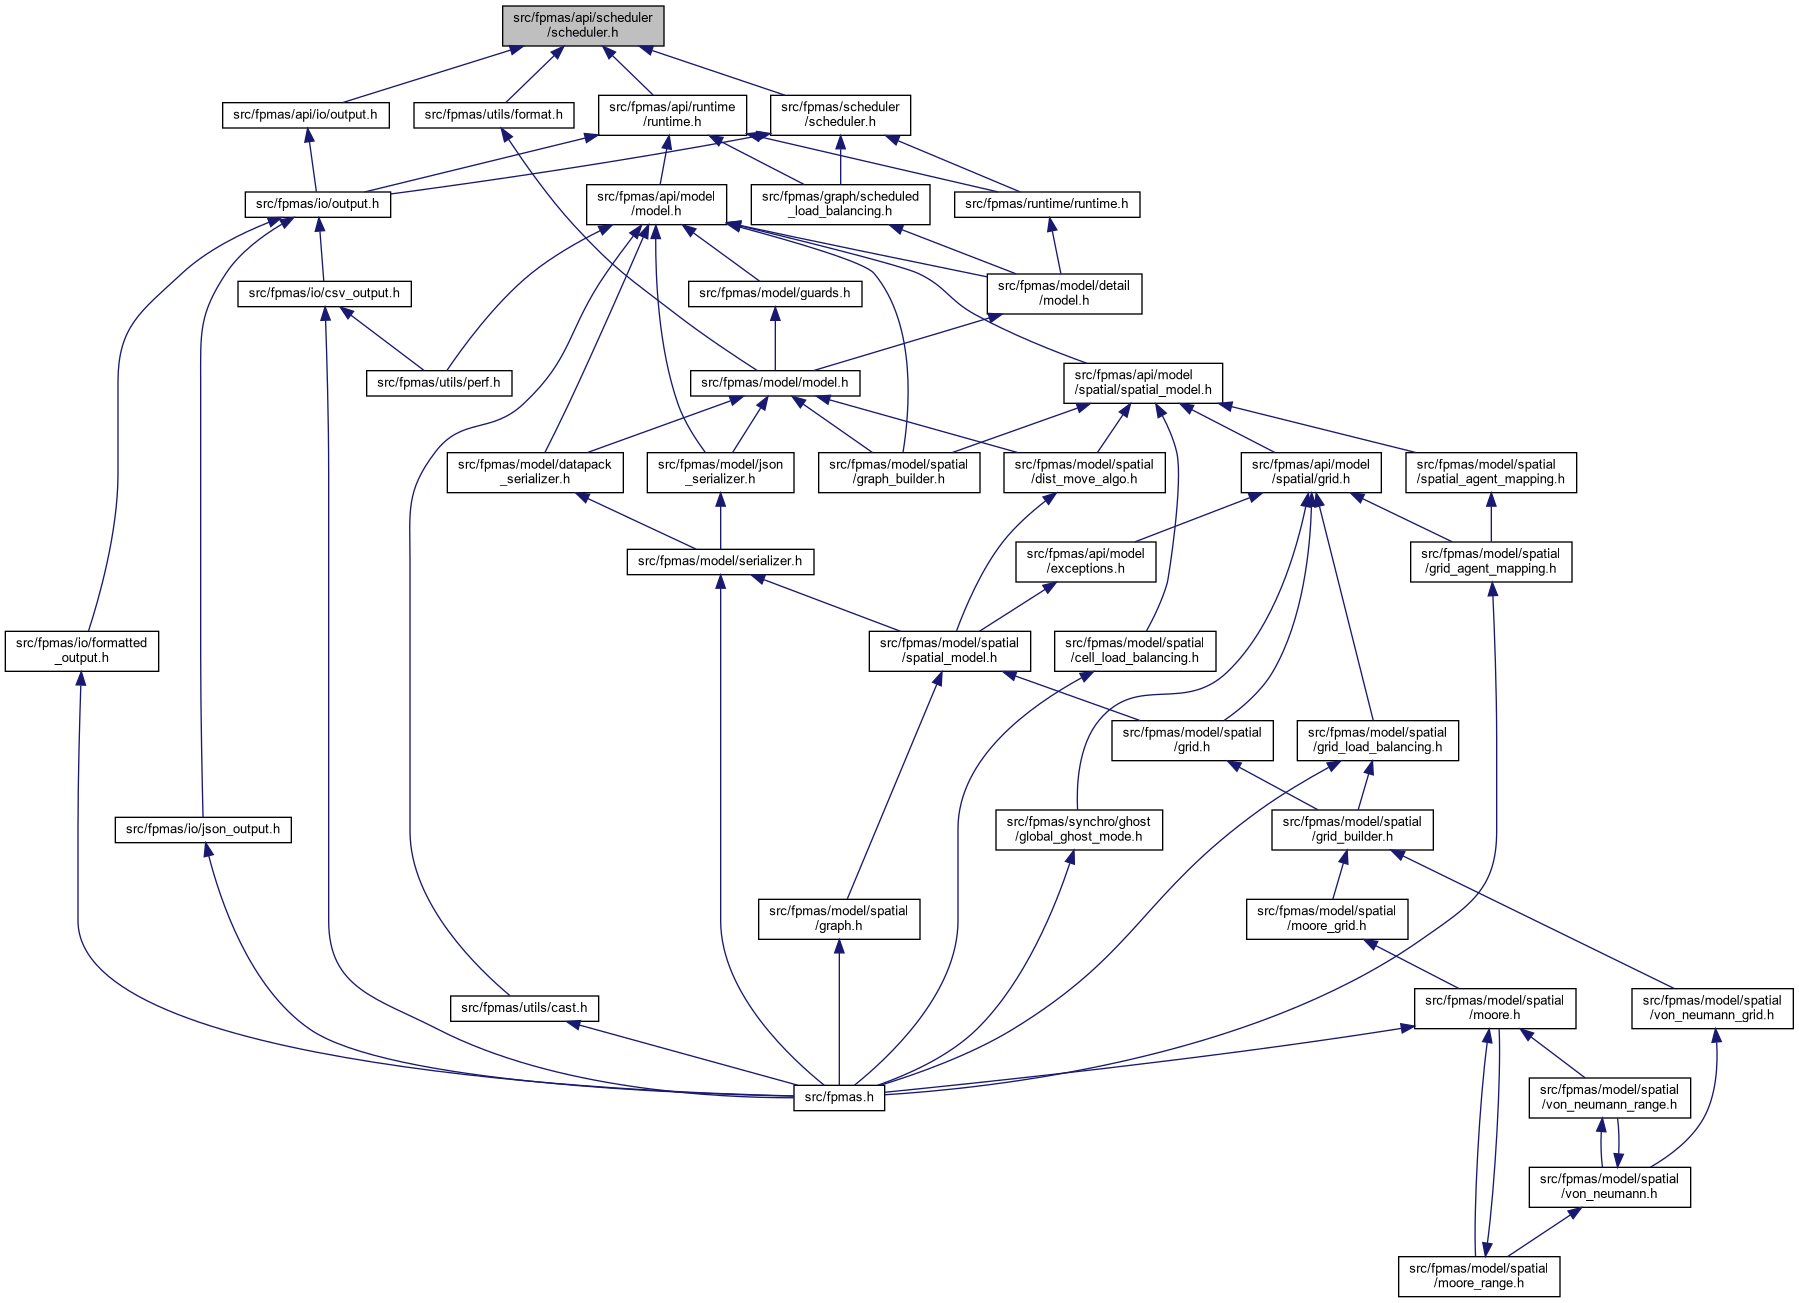 src/fpmas/api/scheduler
/scheduler.h
src/fpmas/api/io/output.h
src/fpmas/utils/format.h
src/fpmas/api/runtime
/runtime.h
src/fpmas/scheduler
/scheduler.h
src/fpmas/io/output.h
src/fpmas/api/model
/model.h
src/fpmas/graph/scheduled
_load_balancing.h
src/fpmas/runtime/runtime.h
src/fpmas/io/csv_output.h
src/fpmas/model/guards.h
src/fpmas/model/detail
/model.h
src/fpmas/utils/perf.h
src/fpmas/model/model.h
src/fpmas/api/model
/spatial/spatial_model.h
src/fpmas/model/datapack
_serializer.h
src/fpmas/model/json
_serializer.h
src/fpmas/model/spatial
/graph_builder.h
src/fpmas/model/spatial
/dist_move_algo.h
src/fpmas/api/model
/spatial/grid.h
src/fpmas/model/spatial
/spatial_agent_mapping.h
src/fpmas/model/serializer.h
src/fpmas/api/model
/exceptions.h
src/fpmas/model/spatial
/grid_agent_mapping.h
src/fpmas/io/formatted
_output.h
src/fpmas/model/spatial
/spatial_model.h
src/fpmas/model/spatial
/cell_load_balancing.h
src/fpmas/model/spatial
/grid.h
src/fpmas/model/spatial
/grid_load_balancing.h
src/fpmas/io/json_output.h
src/fpmas/synchro/ghost
/global_ghost_mode.h
src/fpmas/model/spatial
/grid_builder.h
src/fpmas/model/spatial
/graph.h
src/fpmas/model/spatial
/moore_grid.h
src/fpmas/utils/cast.h
src/fpmas/model/spatial
/moore.h
src/fpmas/model/spatial
/von_neumann_grid.h
src/fpmas.h
src/fpmas/model/spatial
/von_neumann_range.h
src/fpmas/model/spatial
/von_neumann.h
src/fpmas/model/spatial
/moore_range.h